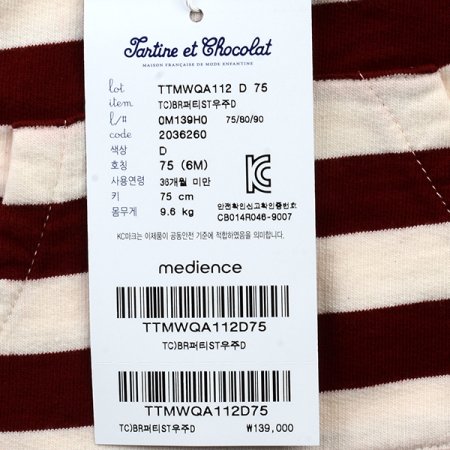 Tartine et Chocolat
MAISON FRANÇAISE DE MODE ENFANTINE
lot TTMWQA112 D 75
item TC)BR퍼티ST우주D
l/# 0M139H0 75/80/90
code 2036260
색상 D
호칭 75 (6M)
사용연령 36개월 미만
키 75 cm
몸무게 9.6 kg
안전확인신고확인증번호
CB014R046-9007
KC마크는 이제품이 공통안전 기준에 적합하였음을 의미합니다.
medience
TTMWQA112D75
TC)BR퍼티ST우주D
TTMWQA112D75
TC)BR퍼티ST우주D ₩139,000